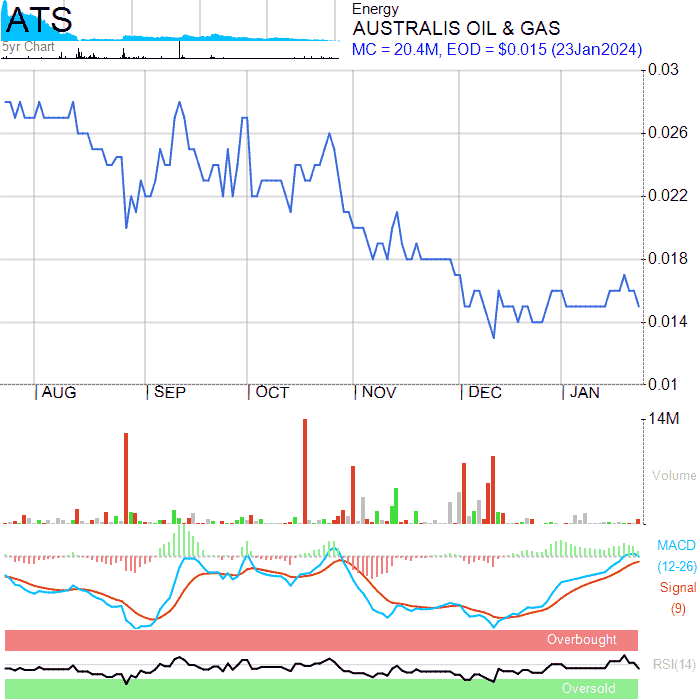 ATS
5yr Chart
Energy
AUSTRALIS OIL & GAS
MC = 20.4M, EOD = $0.015 (23Jan2024)
0.03
0.026
0.022
0.018
0.014
0.01
AUG SEP OCT NOV DEC JAN
14M
Volume
MACD
(12-26)
Signal
(9)
Overbought
RSI(14)
Oversold